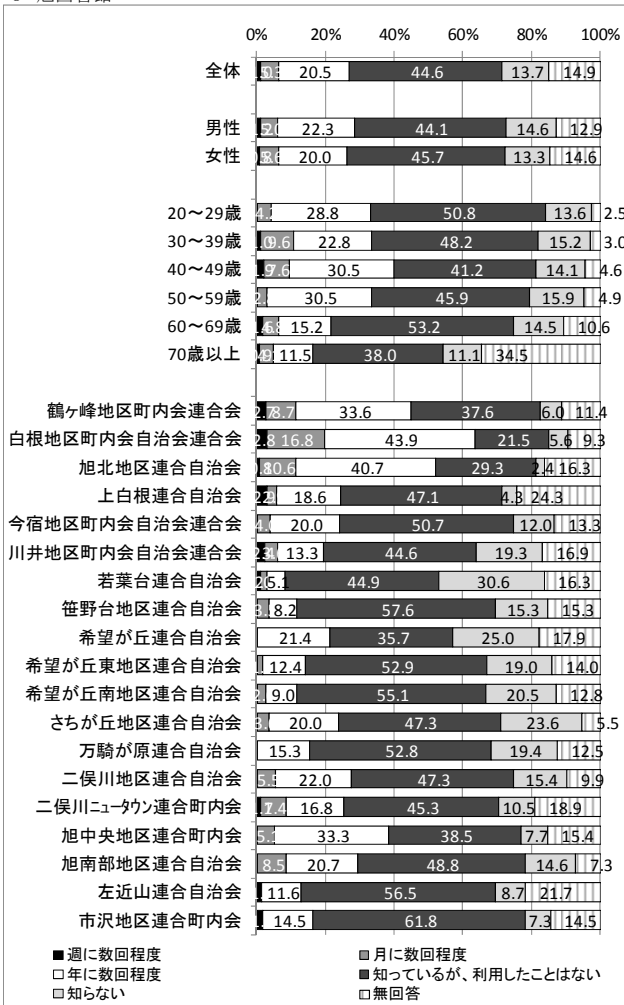 0% 20% 40% 60% 80% 100%
全体 20.5 44.6 13.7 14.9
男性 22.3 44.1 14.6 12.9
女性 20.0 45.7 13.3 14.6
20～29歳 28.8 50.8 13.6 2.5
30～39歳 9.6 22.8 48.2 15.2 3.0
40～49歳 7.6 30.5 41.2 14.1 4.6
50～59歳 30.5 45.9 15.9 4.9
60～69歳 15.2 53.2 14.5 10.6
70歳以上 11.5 38.0 11.1 34.5
鶴ヶ峰地区町内会連合会 2.7 8.7 33.6 37.6 6.0 11.4
白根地区町内会自治会連合会 2.8 16.8 43.9 21.5 5.6 9.3
旭北地区連合自治会 10.6 40.7 29.3 2.4 16.3
上白根連合自治会 18.6 47.1 4.3 24.3
今宿地区町内会自治会連合会 4.0 20.0 50.7 12.0 13.3
川井地区町内会自治会連合会 13.3 44.6 19.3 16.9
若葉台連合自治会 5.1 44.9 30.6 16.3
笹野台地区連合自治会 8.2 57.6 15.3 15.3
希望が丘連合自治会 21.4 35.7 25.0 17.9
希望が丘東地区連合自治会 12.4 52.9 19.0 14.0
希望が丘南地区連合自治会 9.0 55.1 20.5 12.8
さちが丘地区連合自治会 20.0 47.3 23.6 5.5
万騎が原連合自治会 15.3 52.8 19.4 12.5
二俣川地区連合自治会 5.5 22.0 47.3 15.4 9.9
二俣川ﾆｭｰﾀｳﾝ連合町内会 7.4 16.8 45.3 10.5 18.9
旭中央地区連合町内会 5.1 33.3 38.5 7.7 15.4
旭南部地区連合自治会 8.5 20.7 48.8 14.6 7.3
左近山連合自治会 11.6 56.5 8.7 21.7
市沢地区連合町内会 14.5 61.8 7.3 14.5
週に数回程度 月に数回程度
年に数回程度 知っているが、利用したことはない
知らない 無回答